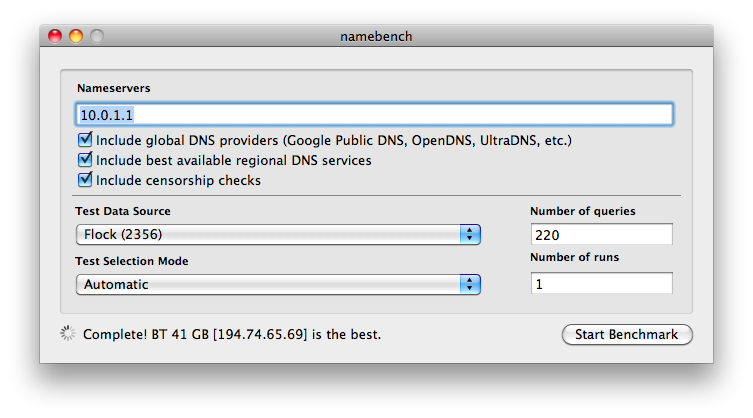 namebench
Nameservers
10.0.1.1
Include global DNS providers (Google Public DNS, OpenDNS, UltraDNS, etc.)
Include best available regional DNS services
Include censorship checks
Test Data Source
Number of queries
Flock (2356)
220
Test Selection Mode
Number of runs
Automatic
1
Complete! BT 41 GB [194.74.65.69] is the best.
Start Benchmark